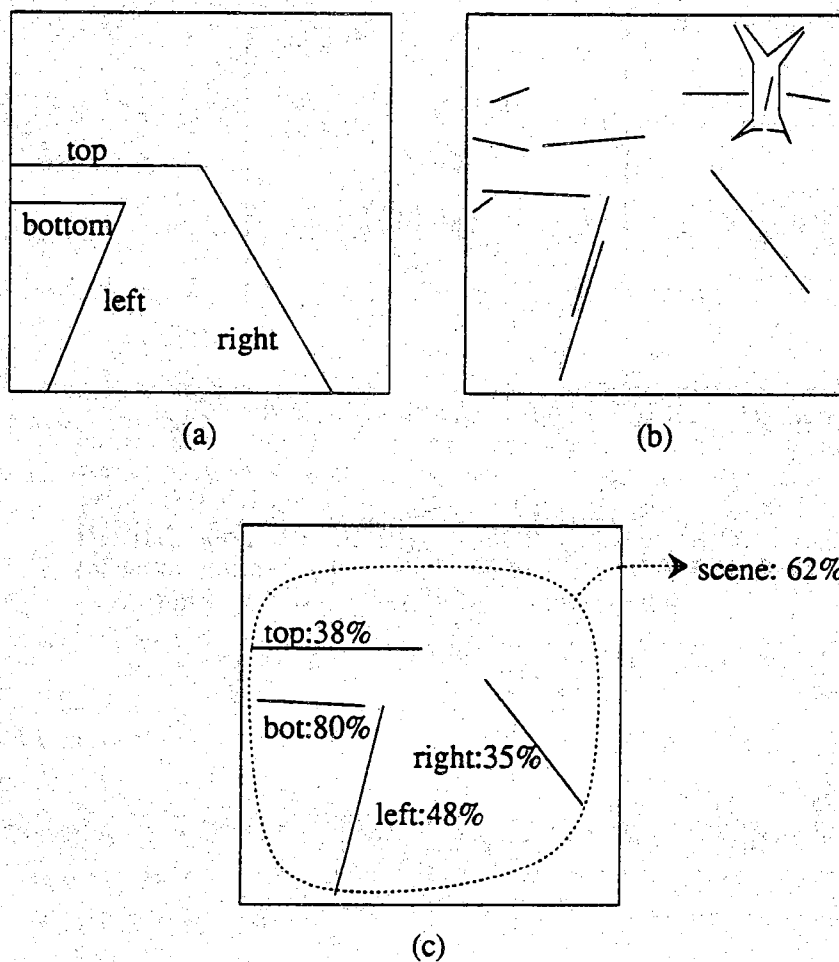 top
bottom
left
right
(a)
(b)
scene: 62%
top:38%
bot:80%
right:35%
left:48%
(c)